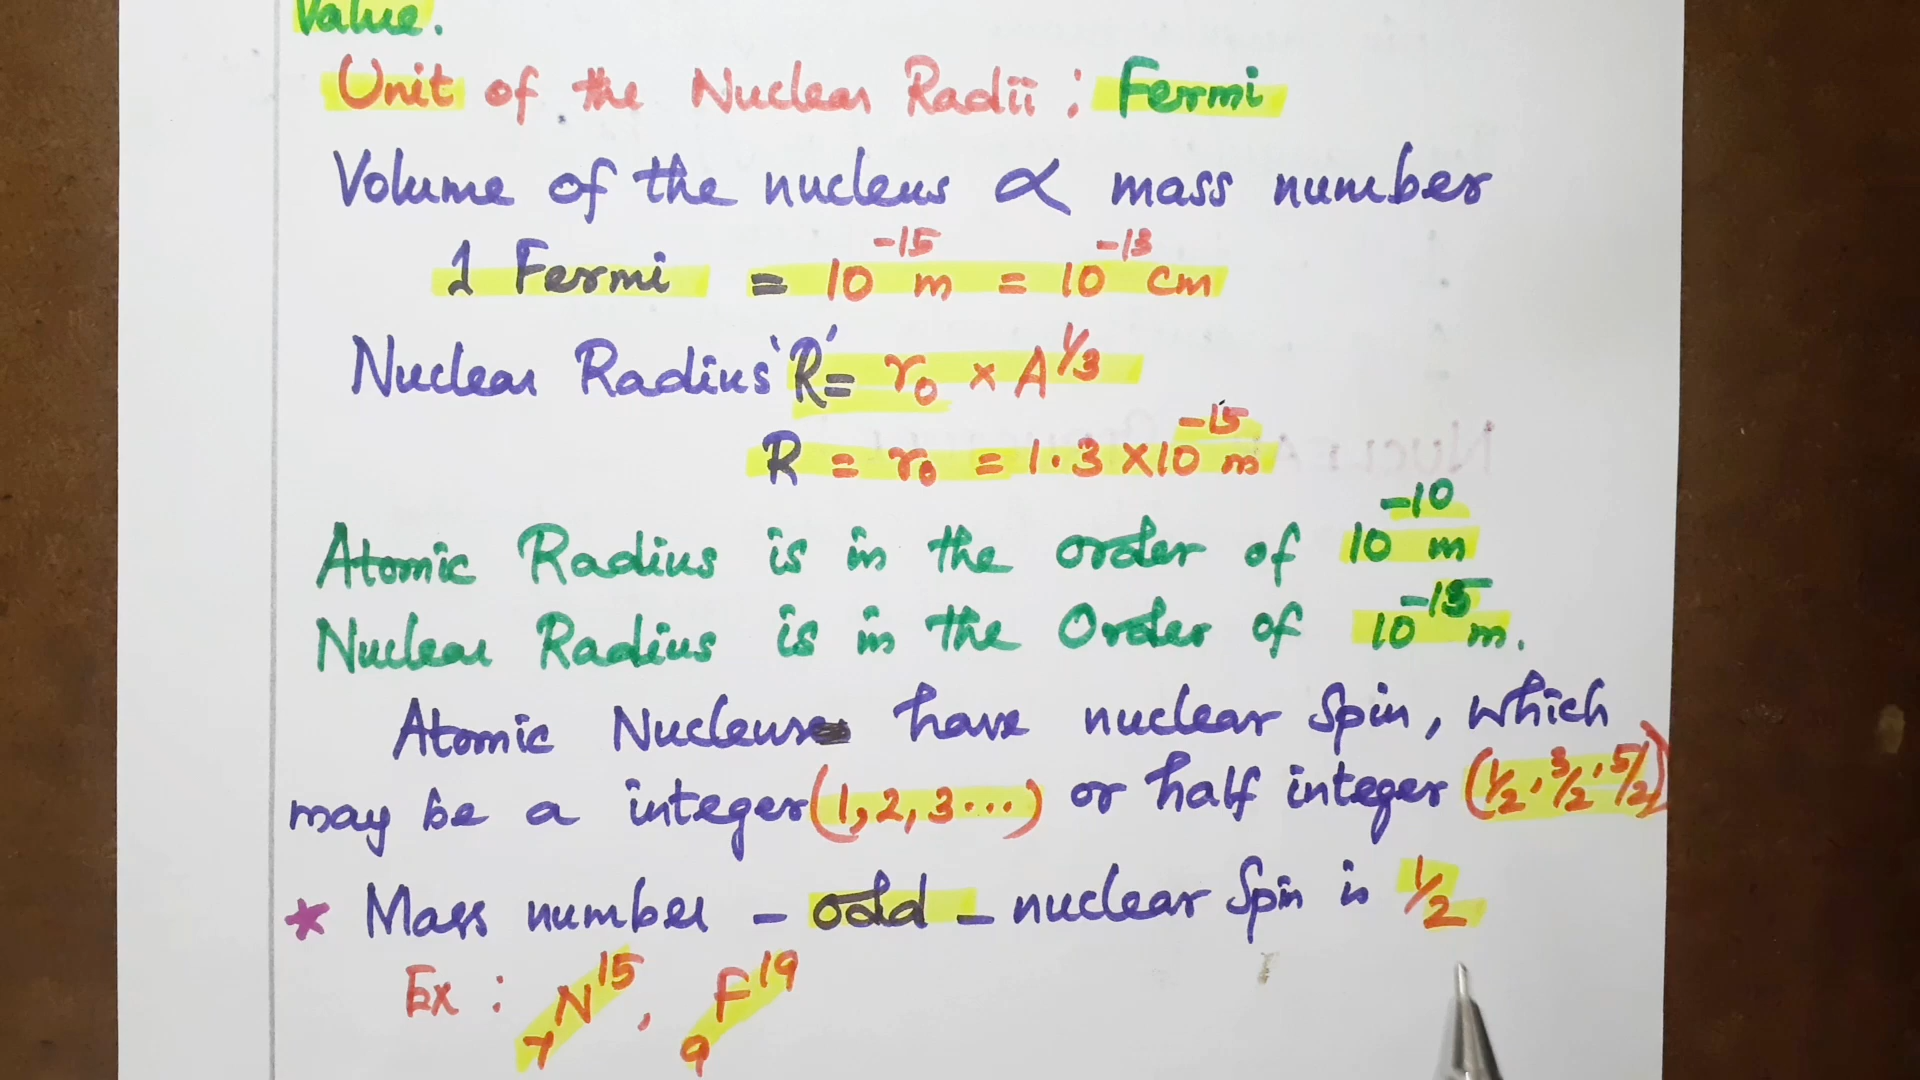 Value.
Unit of the Nuclear Radii : Fermi
Volume of the nucleus ∝ mass number
1 Fermi = 10⁻¹⁵ m = 10⁻¹³ cm
Nuclear Radius 'R' = r₀ × A^1/3
R = r₀ = 1.3 × 10⁻¹⁵ m
Atomic Radius is in the order of 10⁻¹⁰ m
Nuclear Radius is in the Order of 10⁻¹⁵ m.
Atomic Nucleus have nuclear Spin, which
may be a integer (1, 2, 3 ...) or half integer (1/2, 3/2, 5/2)
* Mass number - odd - nuclear Spin is 1/2
Ex : ₇N¹⁵, ₉F¹⁹